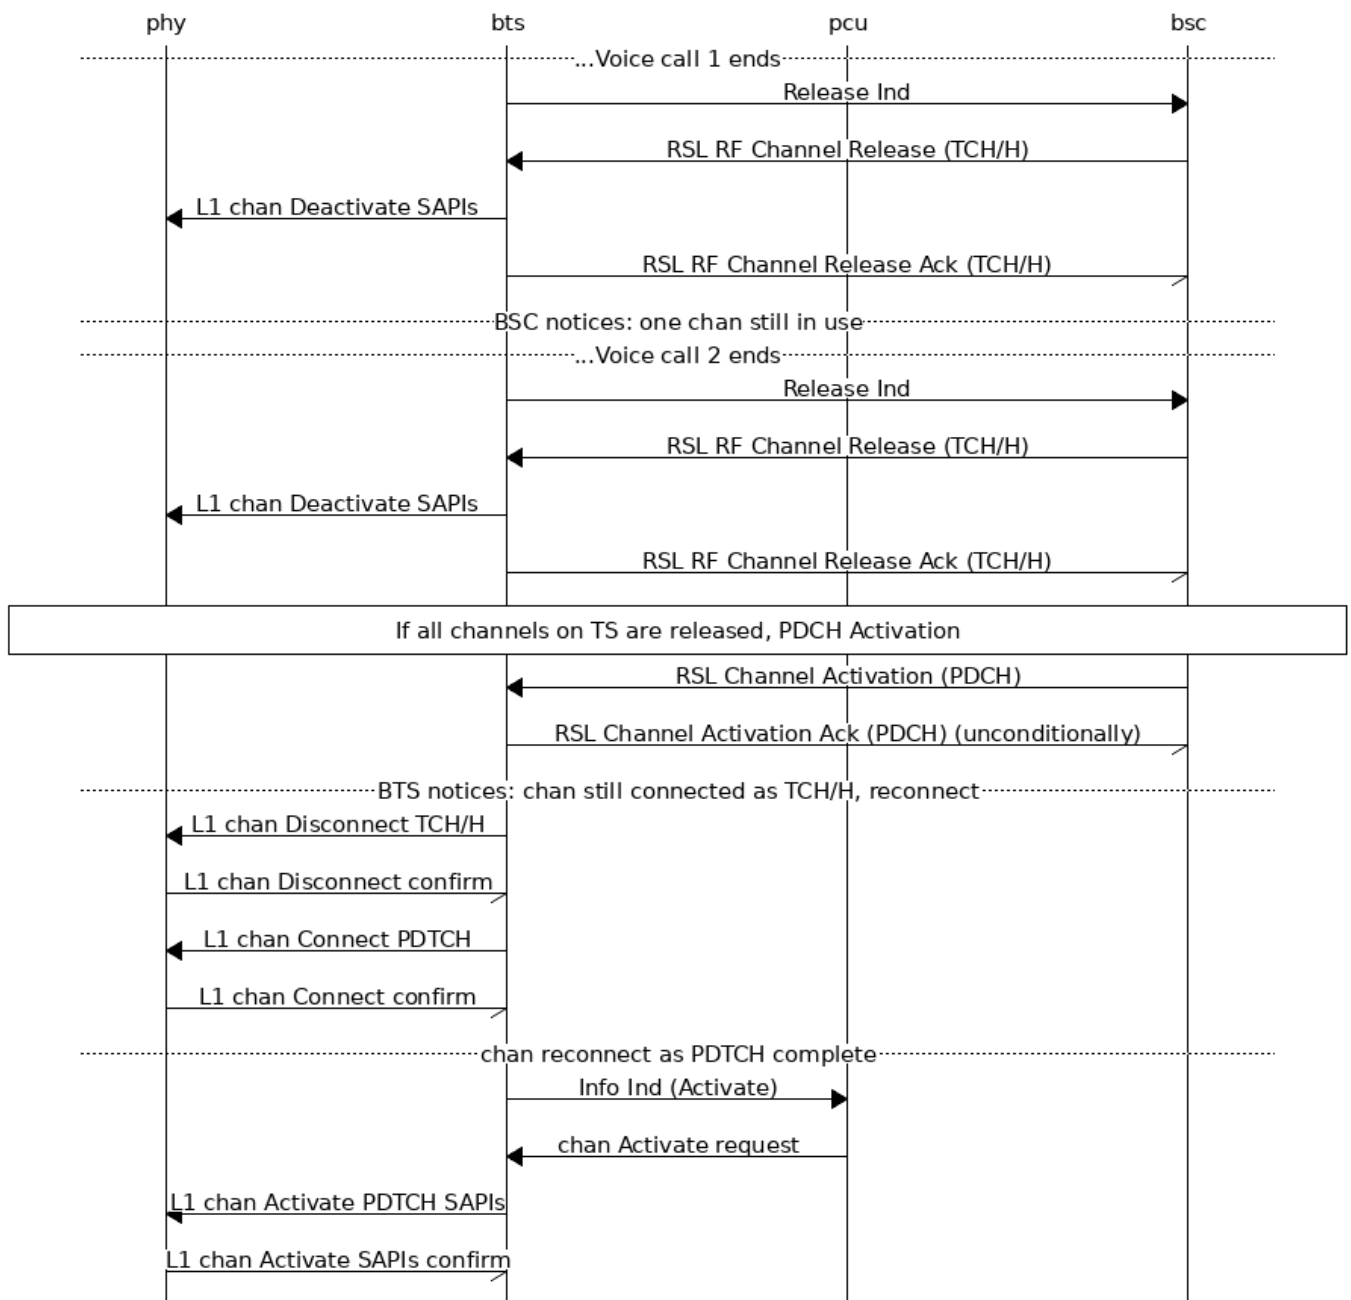 phy bts pcu bsc
...Voice call 1 ends
Release Ind
RSL RF Channel Release (TCH/H)
L1 chan Deactivate SAPIs
RSL RF Channel Release Ack (TCH/H)
BSC notices: one chan still in use
...Voice call 2 ends
Release Ind
RSL RF Channel Release (TCH/H)
L1 chan Deactivate SAPIs
RSL RF Channel Release Ack (TCH/H)
If all channels on TS are released, PDCH Activation
RSL Channel Activation (PDCH)
RSL Channel Activation Ack (PDCH) (unconditionally)
BTS notices: chan still connected as TCH/H, reconnect
L1 chan Disconnect TCH/H
L1 chan Disconnect confirm
L1 chan Connect PDTCH
L1 chan Connect confirm
chan reconnect as PDTCH complete
Info Ind (Activate)
chan Activate request
L1 chan Activate PDTCH SAPIs
L1 chan Activate SAPIs confirm